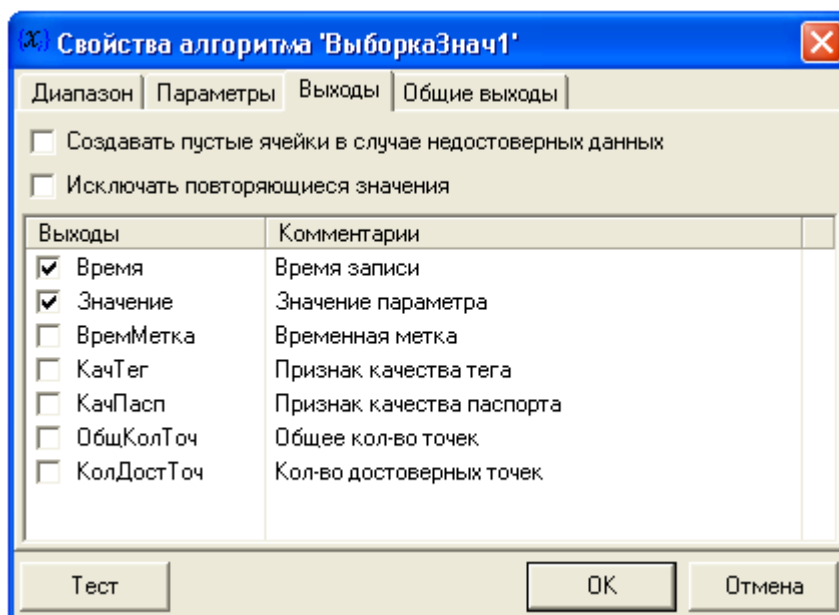 {X} Свойства алгоритма 'ВыборкаЗнач1'
Диапазон Параметры Выходы Общие выходы
Создавать пустые ячейки в случае недостоверных данных
Исключать повторяющиеся значения
Выходы Комментарии
Время Время записи
Значение Значение параметра
ВремМетка Временная метка
КачТег Признак качества тега
КачПасп Признак качества паспорта
ОбщКолТоч Общее кол-во точек
КолДостТоч Кол-во достоверных точек
Тест OK Отмена